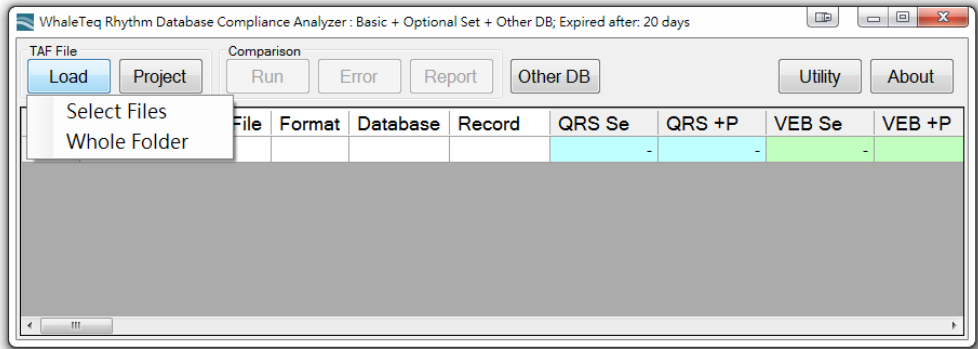 WhaleTeq Rhythm Database Compliance Analyzer : Basic + Optional Set + Other DB; Expired after: 20 days
TAF File
Comparison
Load Project Run Error Report Other DB Utility About
Select Files
Whole Folder
File Format Database Record QRS Se QRS +P VEB Se VEB +P
- - -